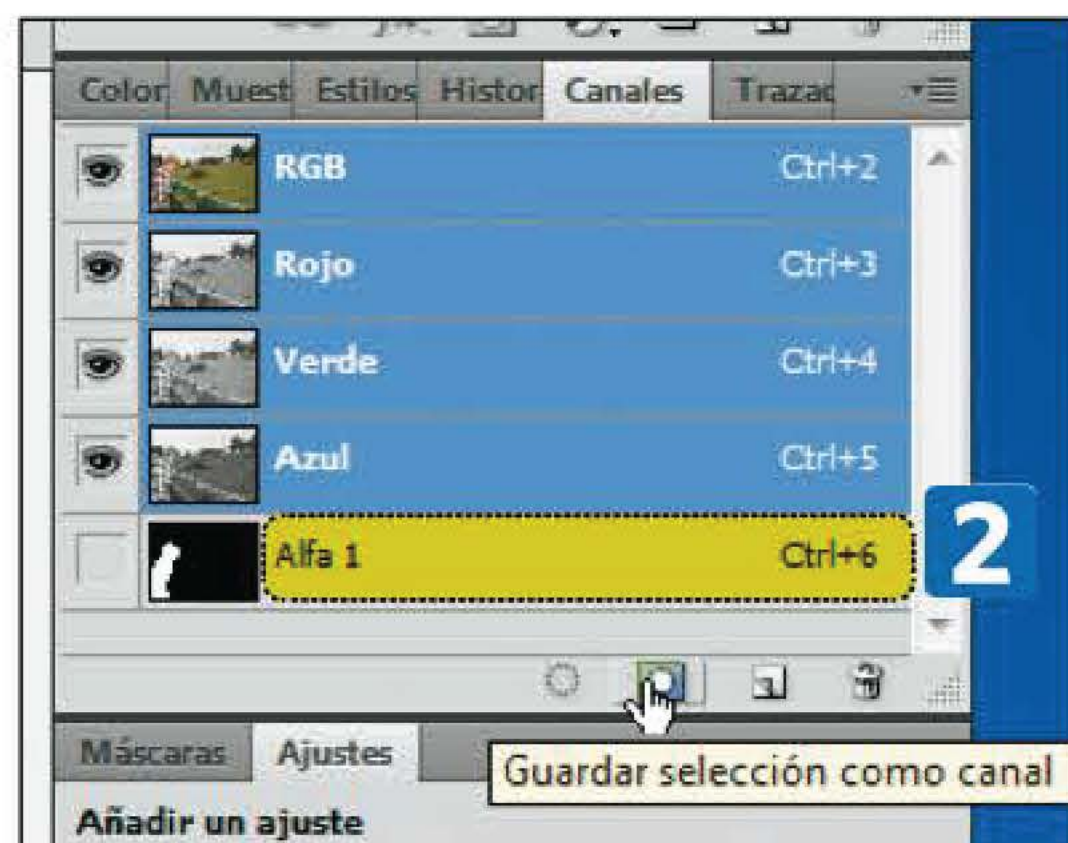 Color Muest Estilos Histor Canales Trazac
RGB Ctrl+2
Rojo Ctrl+3
Verde Ctrl+4
Azul Ctrl+5
Alfa 1 Ctrl+6
2
Máscaras Ajustes
Guardar selección como canal
Añadir un ajuste